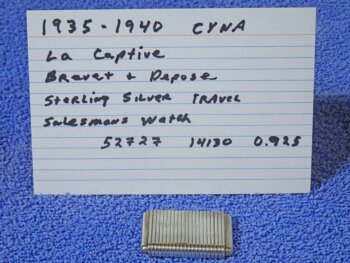 1935-1940 CYNA
La Captive
Brevet + Depose
Sterling Silver Travel
Salesmans Watch
52727 14130 0.925